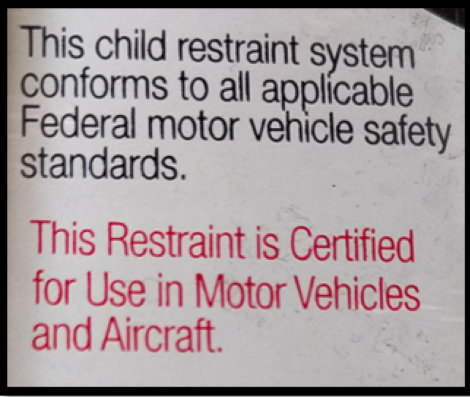 This child restraint system
conforms to all applicable
Federal motor vehicle safety
standards.
This Restraint is Certified
for Use in Motor Vehicles
and Aircraft.